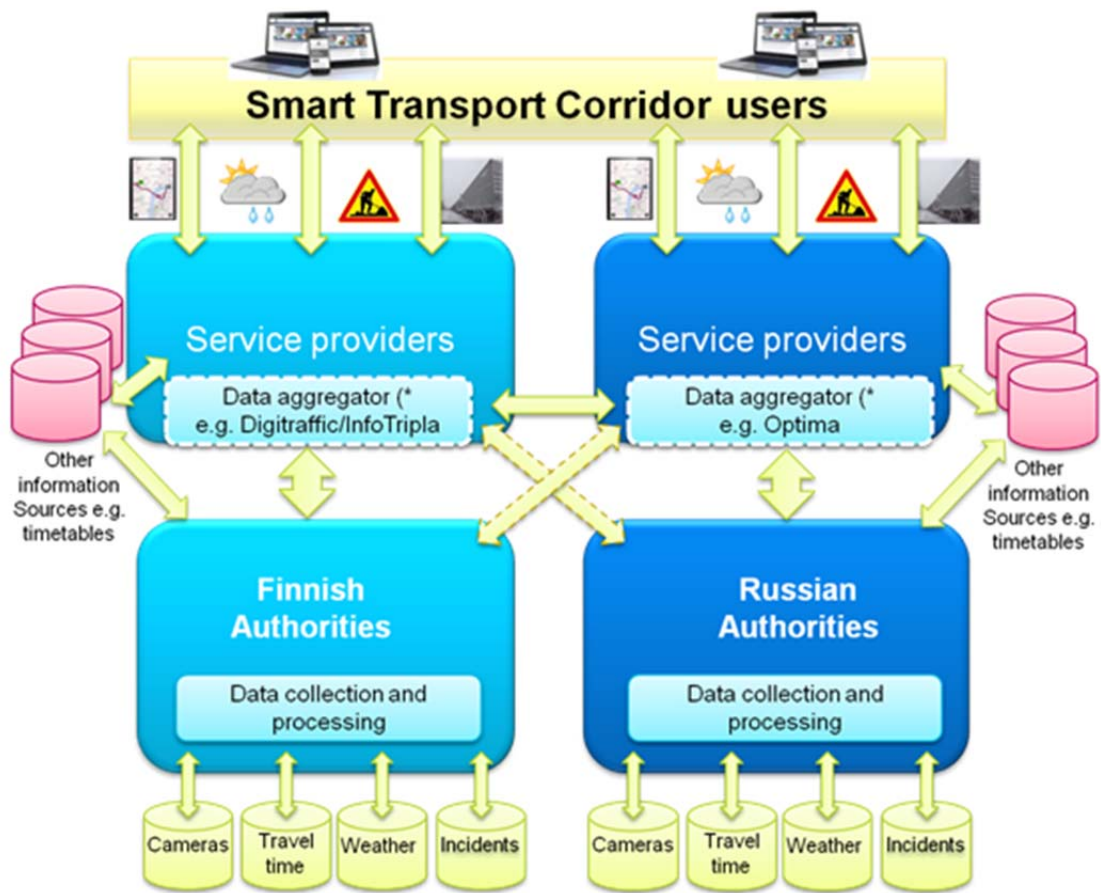 Smart Transport Corridor users
Service providers
Data aggregator (*
e.g. Digitraffic/InfoTripla
Service providers
Data aggregator (*
e.g. Optima
Other
information
Sources e.g.
timetables
Other
information
Sources e.g.
timetables
Finnish
Authorities
Data collection and
processing
Russian
Authorities
Data collection and
processing
Cameras
Travel
time
Weather
Incidents
Cameras
Travel
time
Weather
Incidents